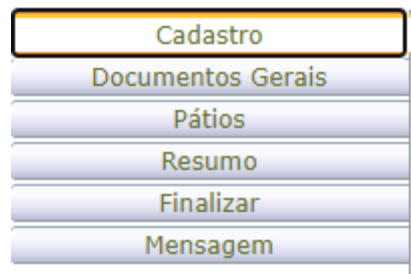 Cadastro
Documentos Gerais
Pátios
Resumo
Finalizar
Mensagem